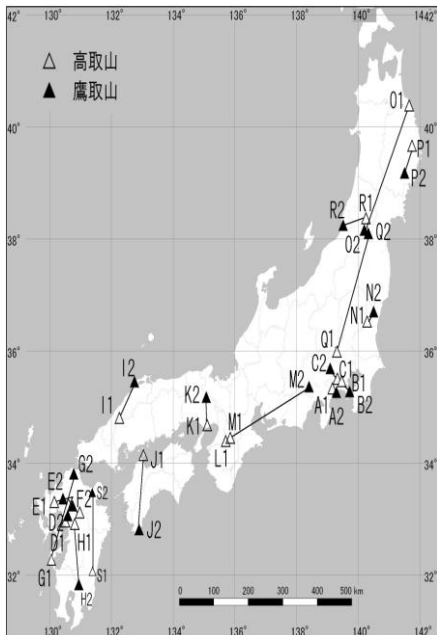 130° 132° 134° 136° 138° 140° 142°
42°
△ 高取山
▲ 鷹取山
O1
40°
40°
P1
P2
R1
R2
O2
Q2
38°
38°
N2
N1
Q1
36°
36°
C2
C1
I2
M2
B1
K2
A1
A2
B2
I1
K1
M1
L1
G2
J1
34°
34°
E2
S2
E1
F2
D2
J2
D1
H1
G1
S1
32°
32°
H2
0 100 200 300 400 500 km
130° 132° 134° 136° 138° 140° 142°